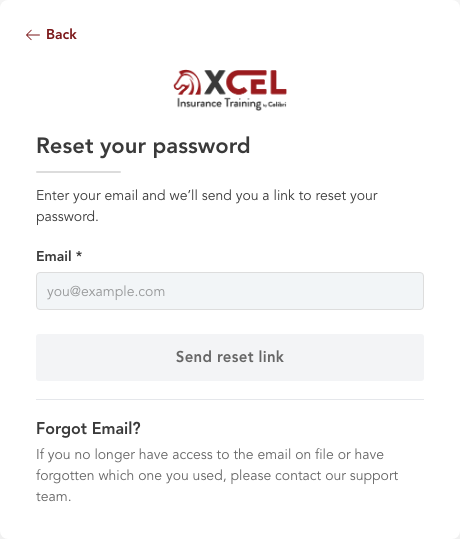 ← Back
XCEL
Insurance Training by Colibri
Reset your password
Enter your email and we’ll send you a link to reset your
password.
Email *
you@example.com
Send reset link
Forgot Email?
If you no longer have access to the email on file or have
forgotten which one you used, please contact our support
team.